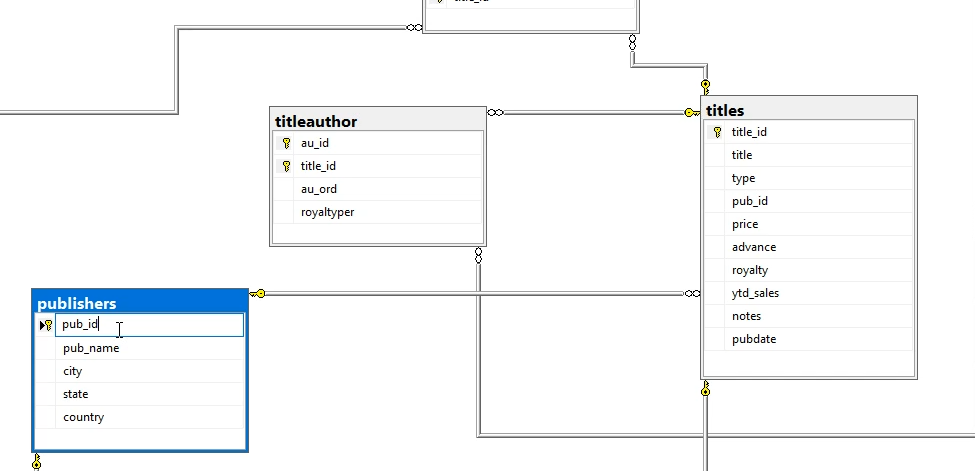 titleauthor
au_id
title_id
au_ord
royaltyper
titles
title_id
title
type
pub_id
price
advance
royalty
ytd_sales
notes
pubdate
publishers
pub_id
pub_name
city
state
country